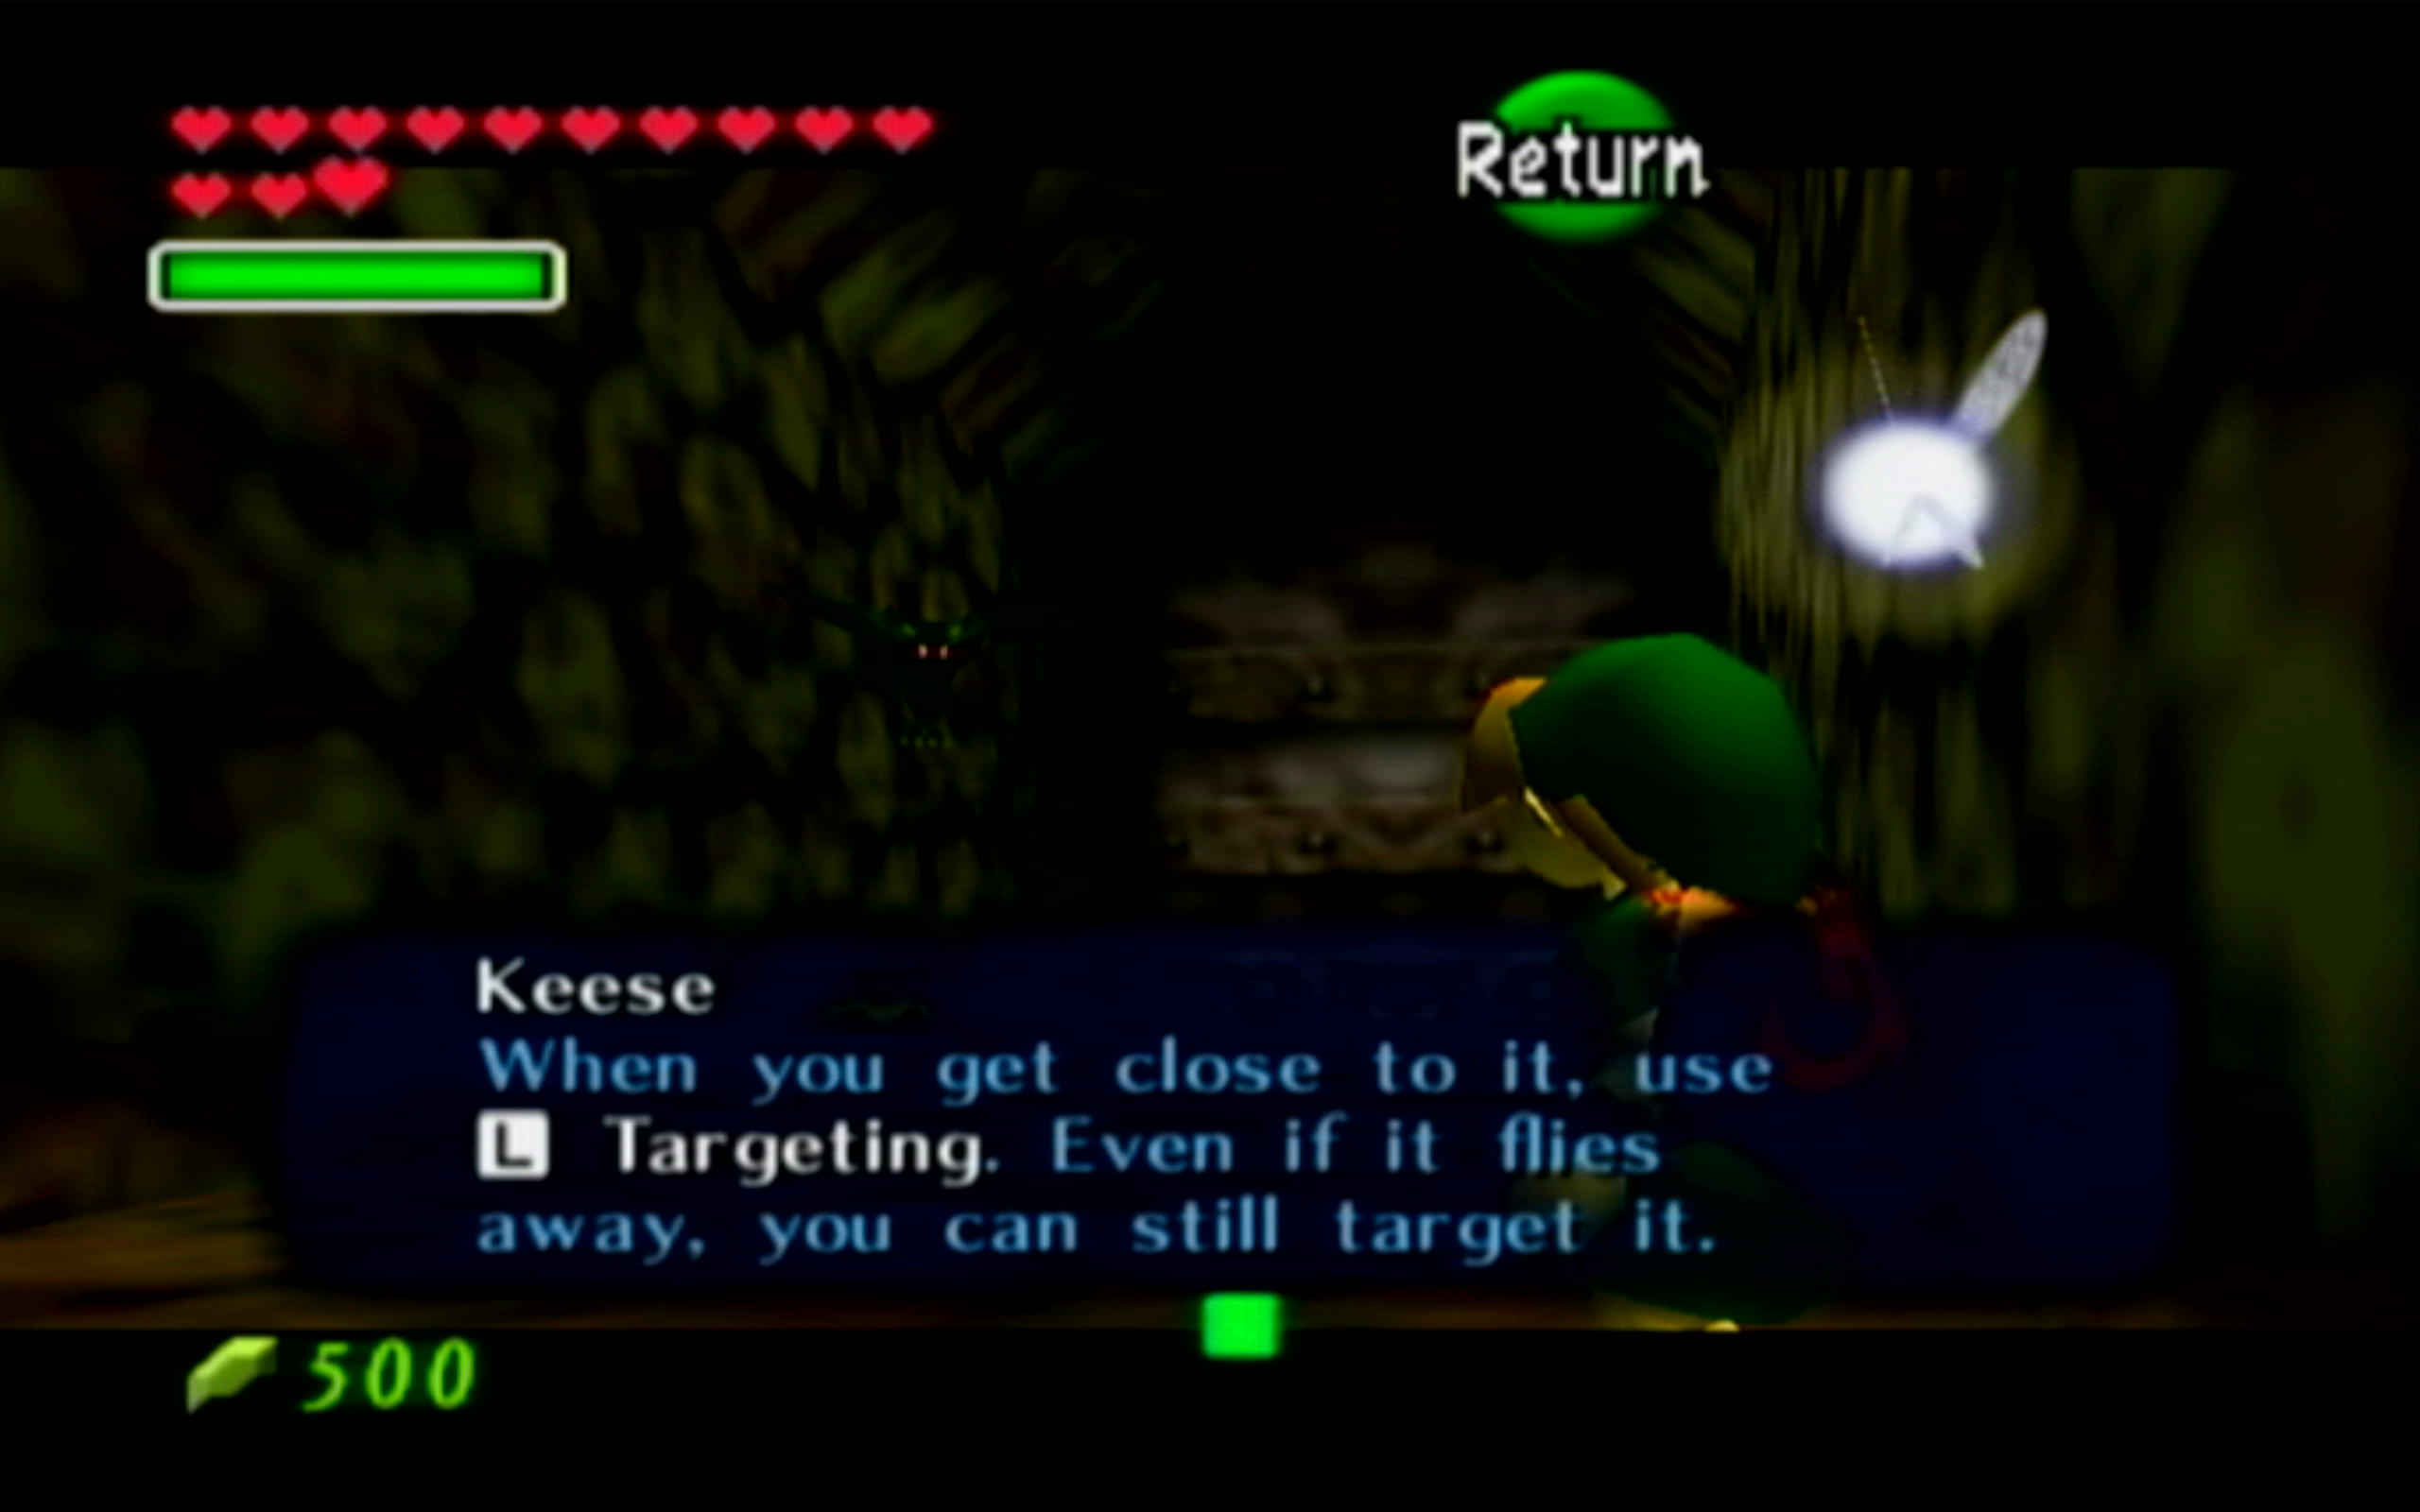 Return
Keese
When you get close to it, use
L Targeting. Even if it flies
away, you can still target it.
500